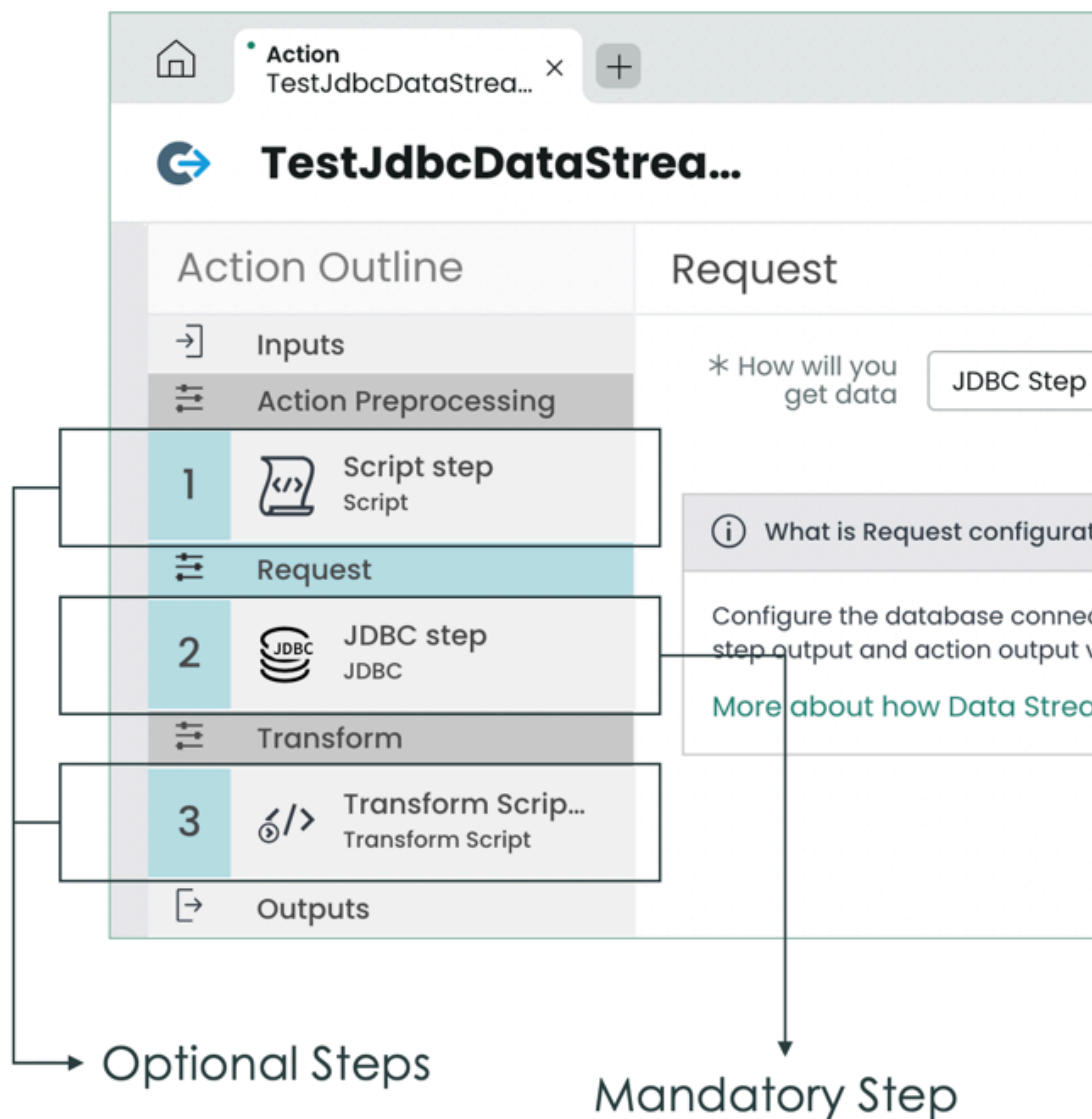 Action
TestJdbcDataStrea...
TestJdbcDataStrea...
Action Outline
Inputs
Action Preprocessing
1
Script step
Script
Request
2
JDBC
JDBC step
JDBC
Transform
3
Transform Scrip...
Transform Script
Outputs
Request
* How will you
get data
JDBC Step
What is Request configurat
Configure the database connec
step output and action output v
More about how Data Strea
Optional Steps
Mandatory Step